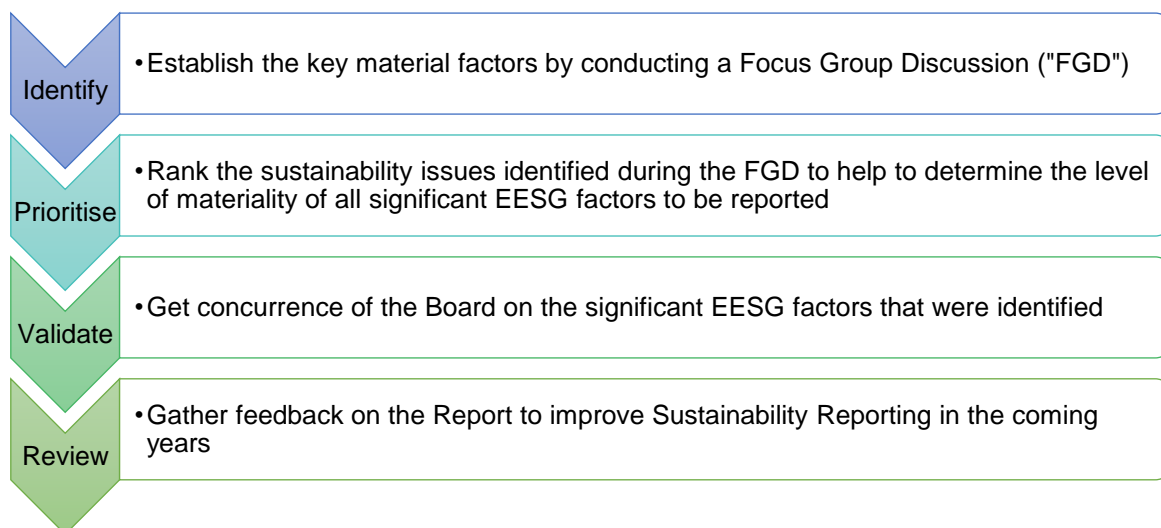 Identify
•Establish the key material factors by conducting a Focus Group Discussion ("FGD")
Prioritise
•Rank the sustainability issues identified during the FGD to help to determine the level
of materiality of all significant EESG factors to be reported
Validate
•Get concurrence of the Board on the significant EESG factors that were identified
Review
•Gather feedback on the Report to improve Sustainability Reporting in the coming
years